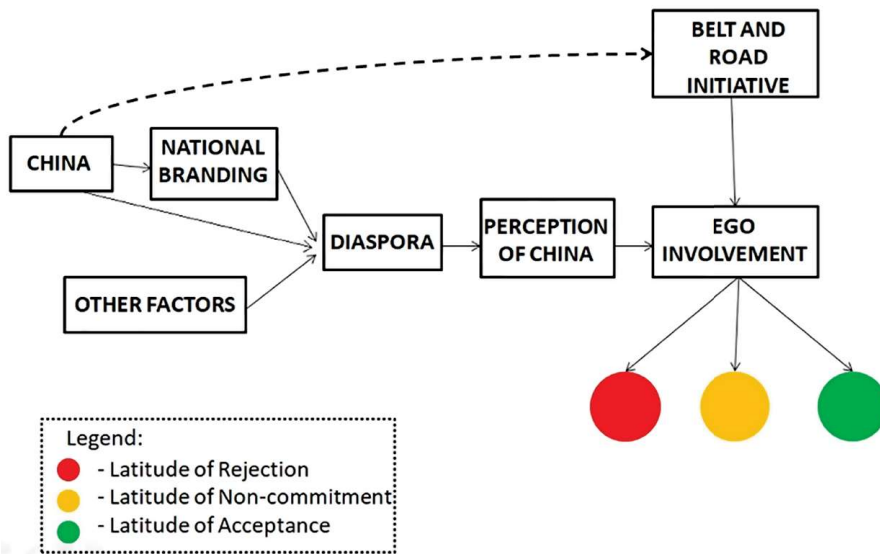 BELT AND
ROAD
INITIATIVE
CHINA
NATIONAL
BRANDING
DIASPORA
PERCEPTION
OF CHINA
EGO
INVOLVEMENT
OTHER FACTORS
Legend:
- Latitude of Rejection
- Latitude of Non-commitment
- Latitude of Acceptance